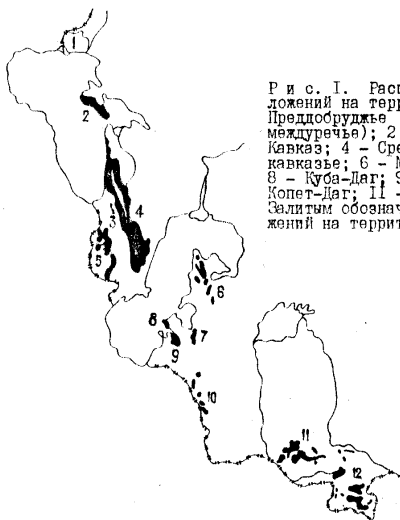 Р и с. I. Расп
ложений на терр
Преддобруджье
междуречье); 2
Кавказ; 4 - Сре
кавказье; 6 - М
8 - Куба-Даг; 9
Копет-Даг; II -
Залитым обознач
жений на террит
1
2
3
4
5
6
7
8
9
10
11
12